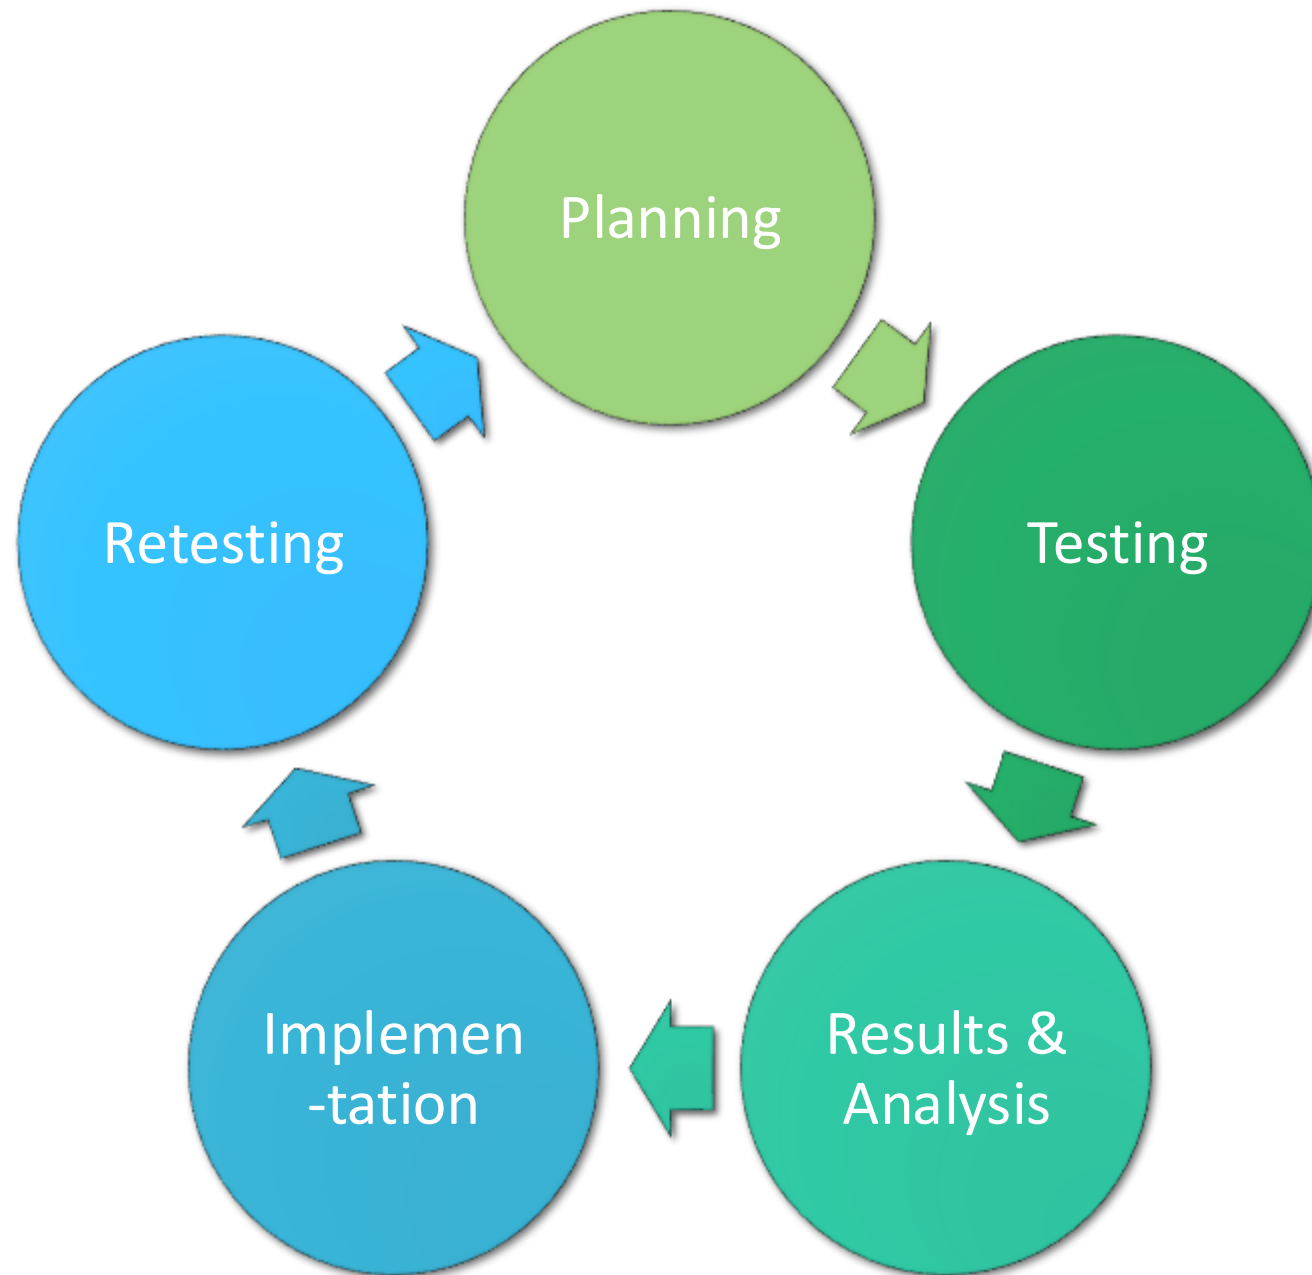 Planning
Testing
Results &
Analysis
Implemen
-tation
Retesting